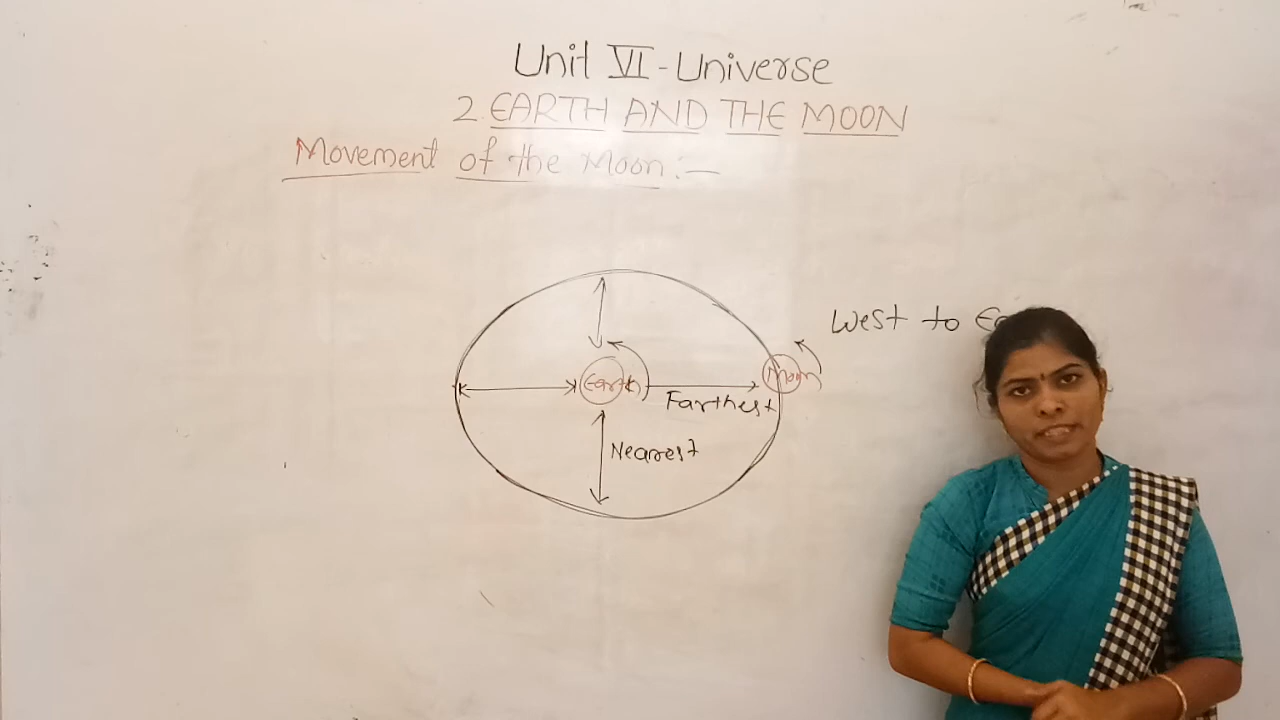 Unit VI - Universe
2. EARTH AND THE MOON
Movement of the Moon:-
West to
Earth
Moon
Farthest
Nearest